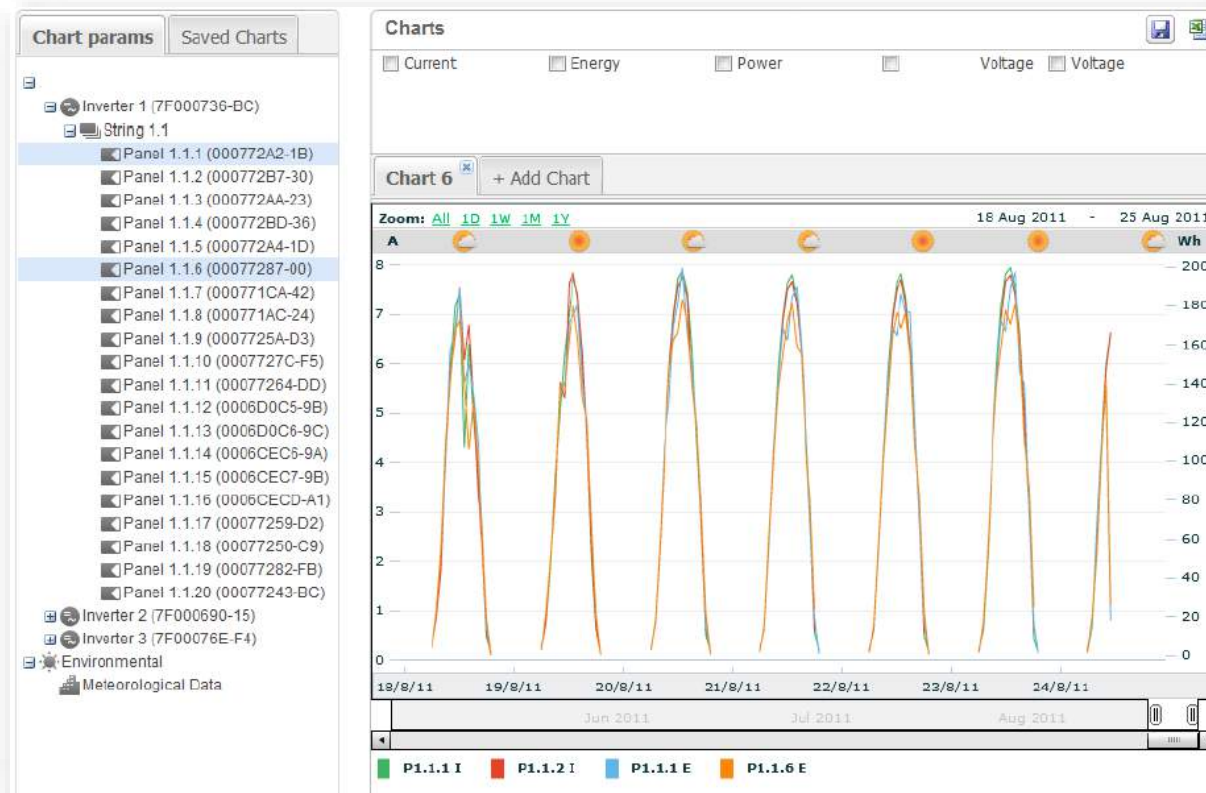 Chart params Saved Charts
Inverter 1 (7F000736-BC)
String 1.1
Panel 1.1.1 (000772A2-1B)
Panel 1.1.2 (000772B7-30)
Panel 1.1.3 (000772AA-23)
Panel 1.1.4 (000772BD-36)
Panel 1.1.5 (000772A4-1D)
Panel 1.1.6 (00077287-00)
Panel 1.1.7 (000771CA-42)
Panel 1.1.8 (000771AC-24)
Panel 1.1.9 (0007725A-D3)
Panel 1.1.10 (0007727C-F5)
Panel 1.1.11 (00077264-DD)
Panel 1.1.12 (0006D0C5-9B)
Panel 1.1.13 (0006D0C6-9C)
Panel 1.1.14 (0006CEC6-9A)
Panel 1.1.15 (0006CEC7-9B)
Panel 1.1.16 (0006CECD-A1)
Panel 1.1.17 (00077259-D2)
Panel 1.1.18 (00077250-C9)
Panel 1.1.19 (00077282-FB)
Panel 1.1.20 (00077243-BC)
Inverter 2 (7F000690-15)
Inverter 3 (7F00076E-F4)
Environmental
Meteorological Data
Charts
Current Energy Power Voltage Voltage
Chart 6 + Add Chart
Zoom: All 1D 1W 1M 1Y 18 Aug 2011 - 25 Aug 2011
A Wh
8 200
7 180
6 160
5 140
4 120
3 100
2 80
1 60
0 40
20
0
18/8/11 19/8/11 20/8/11 21/8/11 22/8/11 23/8/11 24/8/11
Jun 2011 Jul 2011 Aug 2011
P1.1.1 I P1.1.2 I P1.1.1 E P1.1.6 E